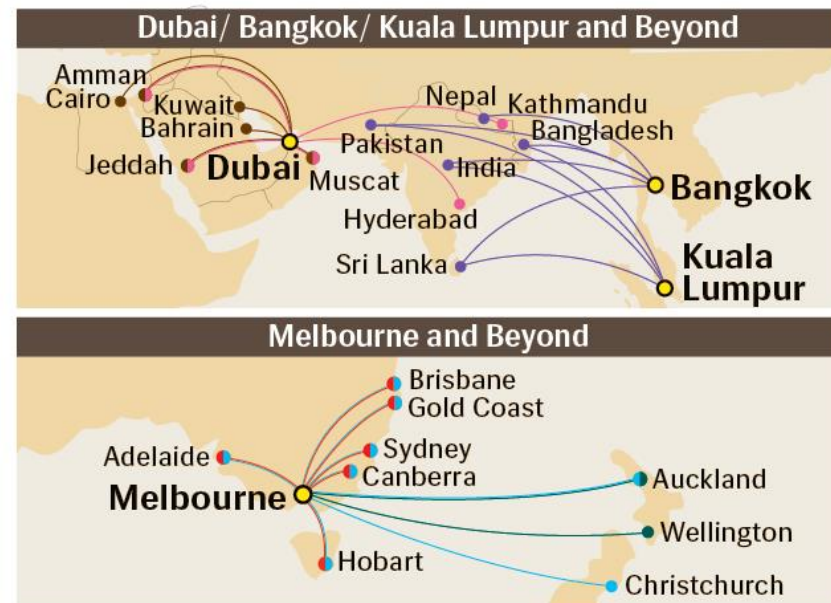 Dubai/ Bangkok/ Kuala Lumpur and Beyond
Amman
Cairo
Kuwait
Bahrain
Jeddah
Dubai
Muscat
Nepal
Kathmandu
Bangladesh
Pakistan
India
Hyderabad
Sri Lanka
Bangkok
Kuala
Lumpur
Melbourne and Beyond
Brisbane
Gold Coast
Adelaide
Sydney
Canberra
Melbourne
Hobart
Auckland
Wellington
Christchurch